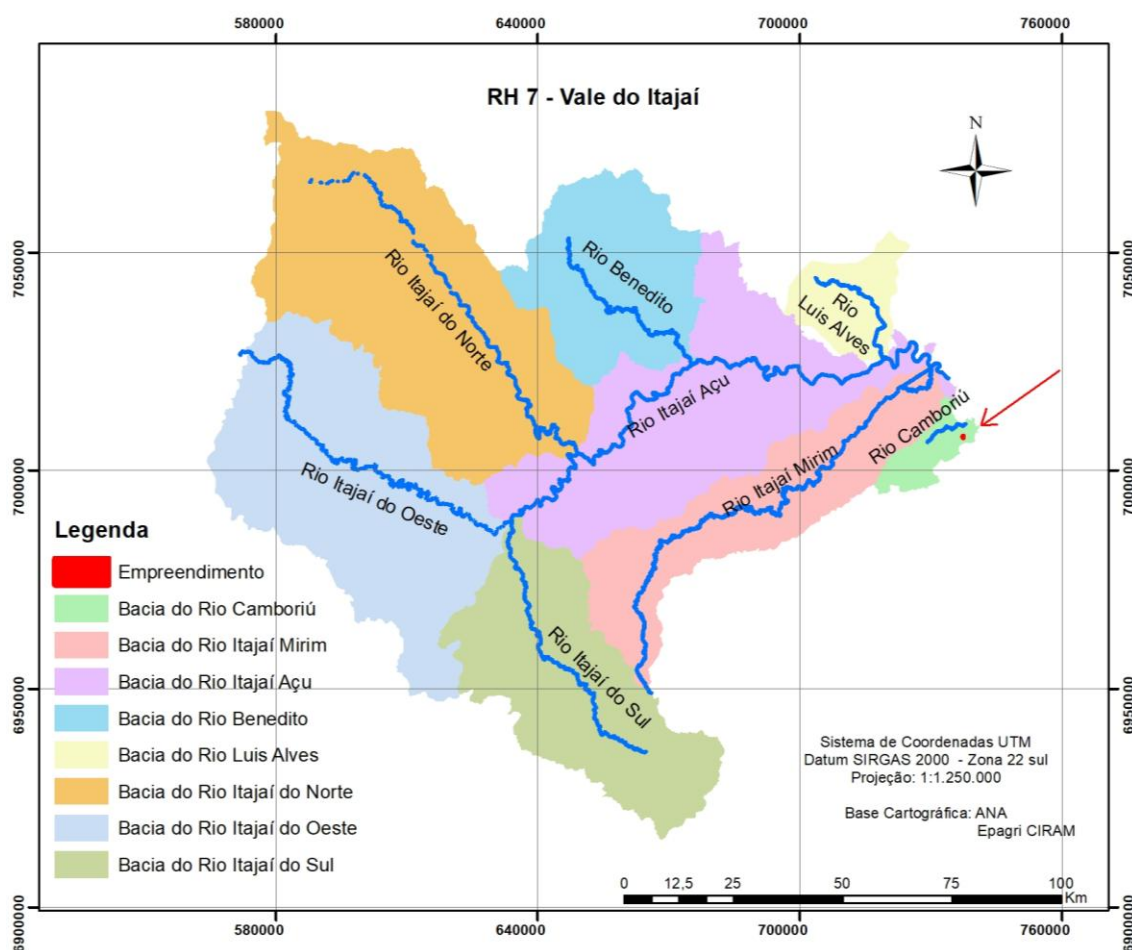 580000
640000
700000
760000
RH 7 - Vale do Itajaí
N
7050000
7050000
Rio Benedito
Rio
Luis Alves
Rio Itajaí do Norte
Rio Itajaí Açu
Rio Camboriú
7000000
7000000
Rio Itajaí Mirim
Rio Itajaí do Oeste
Legenda
Empreendimento
Bacia do Rio Camboriú
Bacia do Rio Itajaí Mirim
Bacia do Rio Itajaí Açu
Bacia do Rio Benedito
Bacia do Rio Luis Alves
Bacia do Rio Itajaí do Norte
Bacia do Rio Itajaí do Oeste
Bacia do Rio Itajaí do Sul
Rio Itajaí do Sul
6950000
6950000
Sistema de Coordenadas UTM
Datum SIRGAS 2000 - Zona 22 sul
Projeção: 1:1.250.000
Base Cartográfica: ANA
Epagri CIRAM
0 12,5 25 50 75 100
Km
6900000
6900000
580000
640000
700000
760000